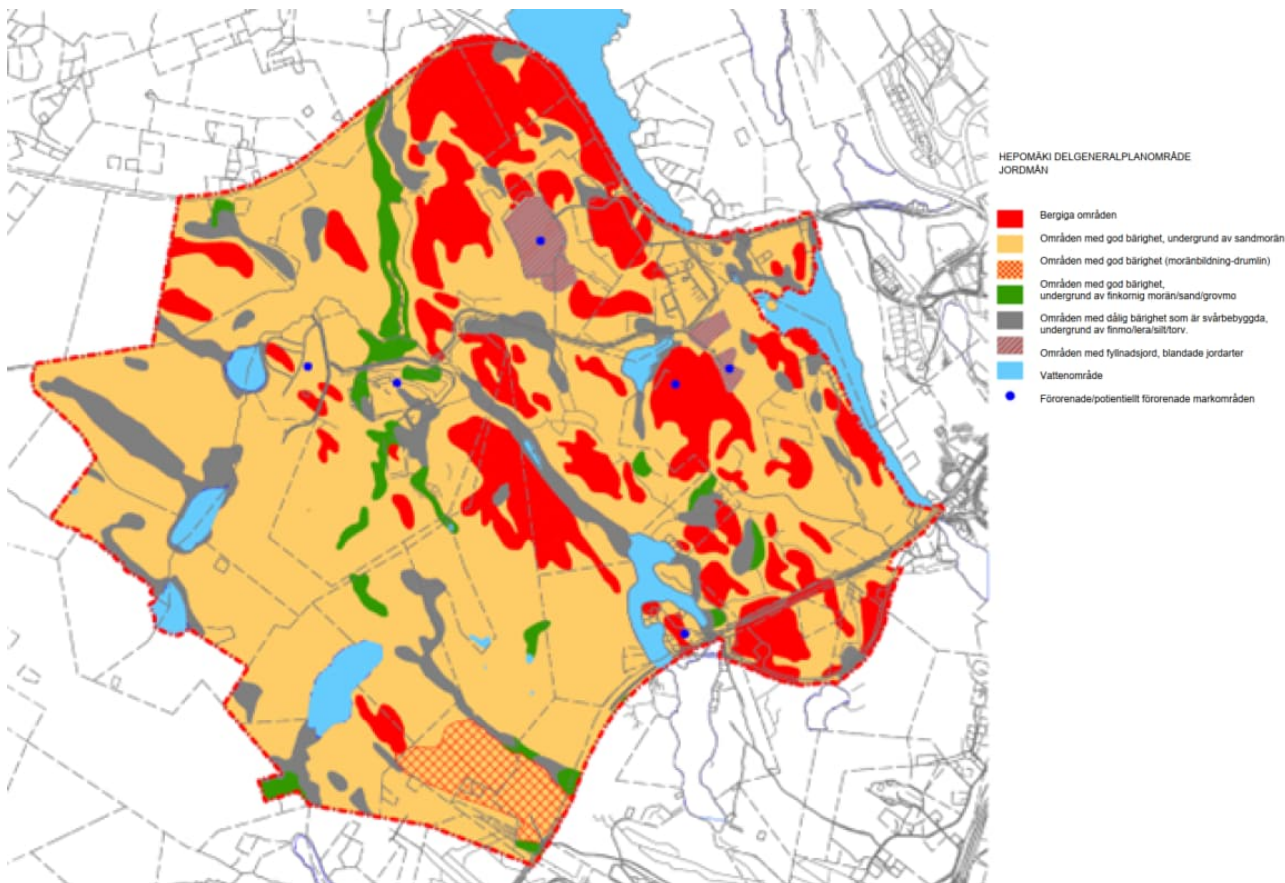 HEPOMÄKI DELGENERALPLANOMRÅDE
JORDMÅN
Bergiga områden
Områden med god bärighet, undergrund av sandmorän
Områden med god bärighet (moränbildning-drumlin)
Områden med god bärighet,
undergrund av finkornig morän/sand/grovmo
Områden med dålig bärighet som är svårbebyggda,
undergrund av finmo/lera/silt/torv.
Områden med fyllnadsjord, blandade jordarter
Vattenområde
Förorenade/potientiellt förorenade markområden